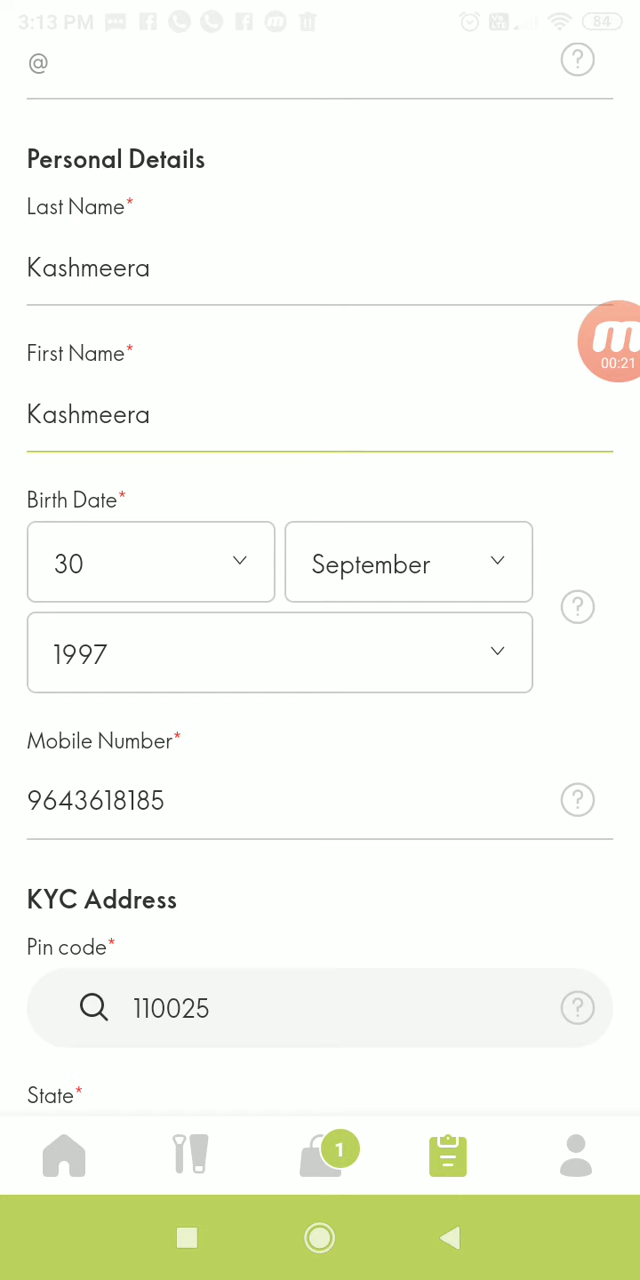 3:13 PM 84
@
Personal Details
Last Name*
Kashmeera
First Name*
Kashmeera
00:21
Birth Date*
30 September
1997
Mobile Number*
9643618185
KYC Address
Pin code*
110025
State*
1